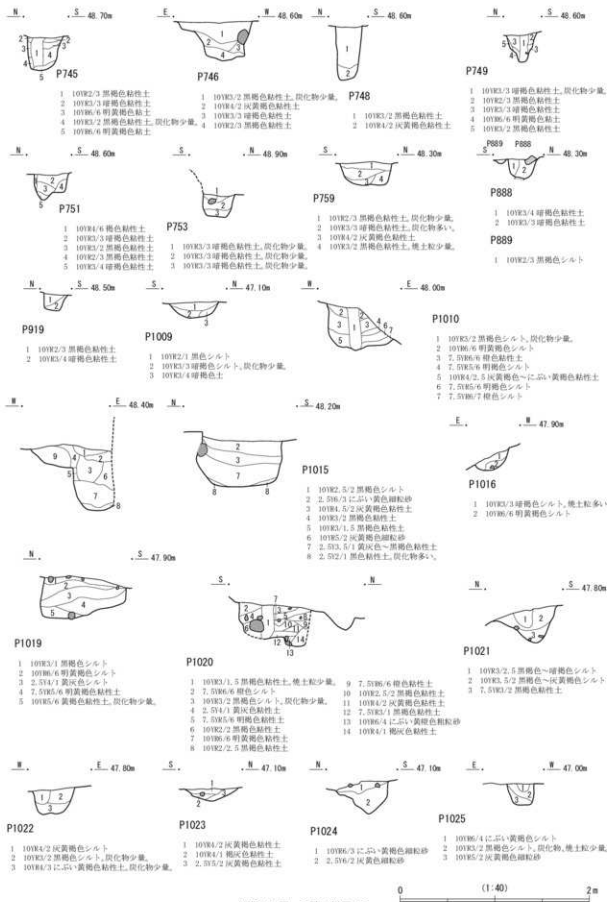 N S 48.70m
P745
1 10YR2/3 黒褐色粘性土
2 10YR3/3 暗褐色粘性土
3 10YR6/6 明黄褐色粘土
4 10YR3/2 黒褐色粘性土,炭化物少量。
5 10YR6/6 明黄褐色粘土
E W 48.60m
P746
1 10YR3/2 黒褐色粘性土,炭化物少量。
2 10YR4/2 灰黄褐色粘性土
3 10YR3/3 暗褐色粘性土
4 10YR2/3 黒褐色粘性土
N S 48.60m
P748
1 10YR3/2 黒褐色粘性土
2 10YR4/2 灰黄褐色粘性土
N S 48.60m
P749
1 10YR3/3 暗褐色粘性土,炭化物少量。
2 10YR2/3 黒褐色粘性土
3 10YR3/3 暗褐色粘性土
4 10YR6/6 明黄褐色粘土
5 10YR3/2 黒褐色粘性土
N S 48.60m
P751
1 10YR4/6 褐色粘性土
2 10YR3/3 暗褐色粘性土
3 10YR3/2 黒褐色粘性土
4 10YR2/3 黒褐色粘性土
5 10YR3/4 暗褐色粘性土
S N 48.90m
P753
1 10YR3/3 暗褐色粘性土,炭化物少量。
2 10YR3/3 暗褐色粘性土,炭化物少量。
3 10YR3/3 暗褐色粘性土,炭化物少量。
N S 48.30m
P759
1 10YR2/3 黒褐色粘性土,炭化物少量。
2 10YR3/3 暗褐色粘性土,炭化物多い。
3 10YR4/2 灰黄褐色粘性土
4 10YR3/2 黒褐色粘性土,焼土粒少量。
P889 P888
S N 48.30m
P888
1 10YR3/4 暗褐色粘性土
2 10YR3/3 暗褐色粘性土
P889
1 10YR2/3 黒褐色シルト
N S 48.50m
P919
1 10YR2/3 黒褐色粘性土
2 10YR3/4 暗褐色粘性土
S N 47.10m
P1009
1 10YR2/1 黒色シルト
2 10YR3/3 暗褐色シルト,炭化物少量。
3 10YR3/4 暗褐色土
W E 48.00m
P1010
1 10YR3/2 黒褐色シルト,炭化物少量。
2 10YR6/6 明黄褐色シルト
3 7.5YR6/6 橙色粘性土
4 7.5YR5/6 明褐色シルト
5 10YR4/2.5 灰黄褐色〜にぶい黄褐色粘性土
6 7.5YR5/6 明褐色シルト
7 7.5YR6/7 橙色シルト
W E 48.40m
N S 48.20m
P1015
1 10YR2.5/2 黒褐色シルト
2 2.5Y6/3 にぶい黄色細粒砂
3 10YR4.5/2 灰黄褐色粘性土
4 10YR3/2 黒褐色粘性土
5 10YR3/1.5 黒褐色粘性土
6 10YR5/2 灰黄褐色細粒砂
7 2.5Y3.5/1 黄灰色〜黒褐色粘性土
8 2.5Y2/1 黒色粘性土,炭化物多い。
E W 47.90m
P1016
1 10YR3/3 暗褐色シルト,焼土粒多い
2 10YR6/6 明黄褐色シルト
N S 47.90m
P1019
1 10YR3/1 黒褐色シルト
2 10YR6/6 明黄褐色シルト
3 2.5Y4/1 黄灰色シルト
4 7.5YR5/6 明褐色粘性土
5 10YR5/6 黄褐色粘性土,炭化物少量。
S N
P1020
1 10YR3/1.5 黒褐色粘性土,焼土粒少量。
2 7.5YR6/6 橙色シルト
3 10YR3/2 黒褐色シルト,炭化物少量。
4 2.5Y4/1 黄灰色粘性土
5 7.5YR5/6 明褐色粘性土
6 10YR2/2 黒褐色粘性土
7 10YR6/6 明黄褐色粘性土
8 10YR2/2.5 黒褐色粘性土
9 7.5YR6/6 橙色粘性土
10 10YR2.5/2 黒褐色粘性土
11 10YR4/2 灰黄褐色粘性土
12 7.5YR3/1 黒褐色粘性土
13 10YR6/4 にぶい黄橙色粗粒砂
14 10YR4/1 褐灰色粘性土
N S 47.80m
P1021
1 10YR3/2.5 黒褐色〜暗褐色シルト
2 10YR3.5/2 黒褐色〜灰黄褐色シルト
3 7.5YR3/2 黒褐色粘性土
W E 47.80m
P1022
1 10YR4/2 灰黄褐色シルト
2 10YR3/2 黒褐色シルト,炭化物少量。
3 10YR4/3 にぶい黄褐色粘性土,炭化物少量。
S N 47.10m
P1023
1 10YR4/2 灰黄褐色粘性土
2 10YR4/1 褐灰色粘性土
3 2.5Y5/2 灰黄色粘性土
S N 47.10m
P1024
1 10YR6/3 にぶい黄褐色細粒砂
2 2.5Y6/2 灰黄色細粒砂
E W 47.00m
P1025
1 10YR6/4 にぶい黄褐色シルト
2 10YR3/2 黒褐色シルト,炭化物,焼土粒少量。
3 10YR5/2 灰黄褐色細粒砂
0 (1:40) 2m